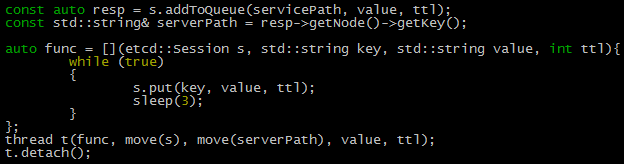 const auto resp = s.addToQueue(servicePath, value, ttl);
const std::string& serverPath = resp->getNode()->getKey();

auto func = [](etcd::Session s, std::string key, std::string value, int ttl){
        while (true)
        {
                s.put(key, value, ttl);
                sleep(3);
        }
};
thread t(func, move(s), move(serverPath), value, ttl);
t.detach();